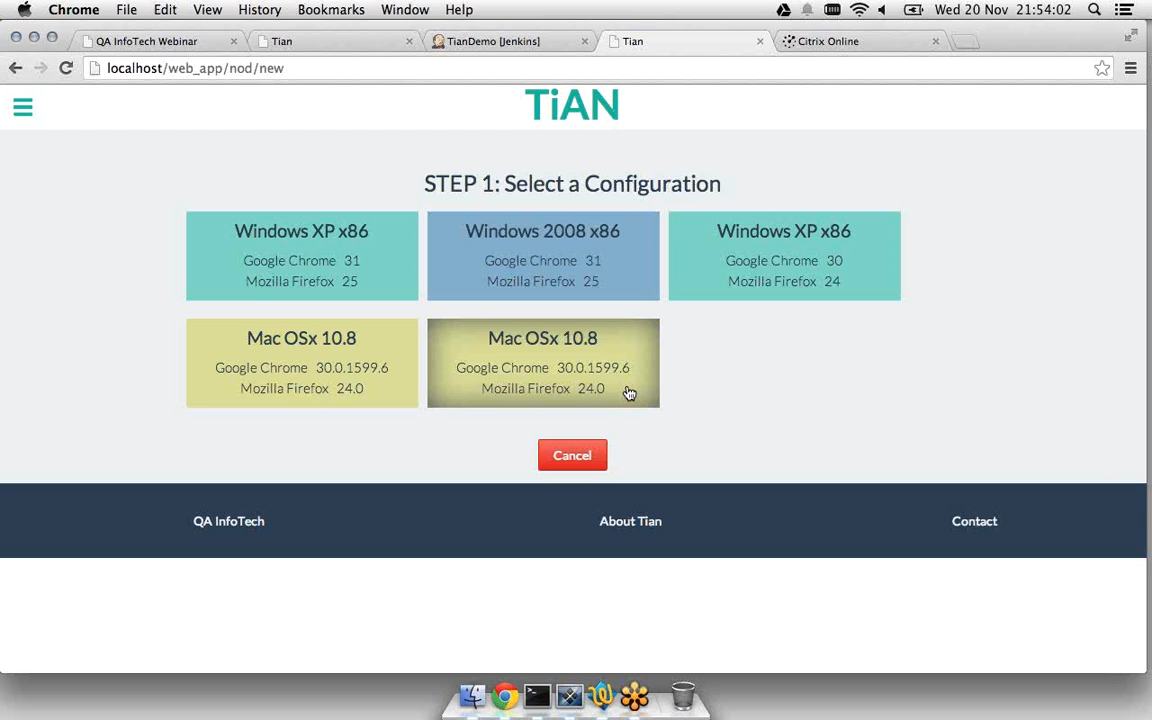 Chrome File Edit View History Bookmarks Window Help Wed 20 Nov 21:54:02
QA InfoTech Webinar Tian TianDemo [Jenkins] Tian Citrix Online
localhost/web_app/nod/new
TiAN
STEP 1: Select a Configuration
Windows XP x86 Windows 2008 x86 Windows XP x86
Google Chrome 31 Google Chrome 31 Google Chrome 30
Mozilla Firefox 25 Mozilla Firefox 25 Mozilla Firefox 24
Mac OSx 10.8 Mac OSx 10.8
Google Chrome 30.0.1599.6 Google Chrome 30.0.1599.6
Mozilla Firefox 24.0 Mozilla Firefox 24.0
Cancel
QA InfoTech About Tian Contact